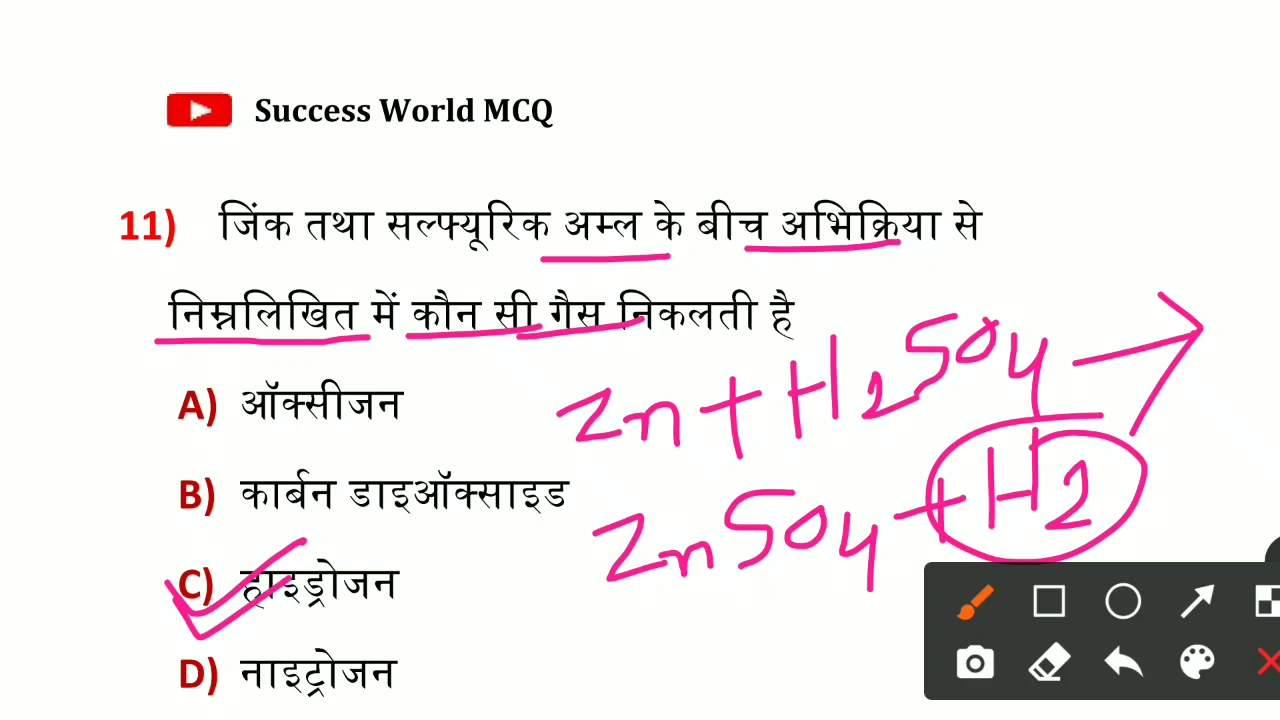 Success World MCQ
11) जिंक तथा सल्फ्यूरिक अम्ल के बीच अभिक्रिया से
निम्नलिखित में कौन सी गैस निकलती है
A) ऑक्सीजन
Zn + H2SO4 →
B) कार्बन डाइऑक्साइड
ZnSO4 + H2
C) हाइड्रोजन
D) नाइट्रोजन